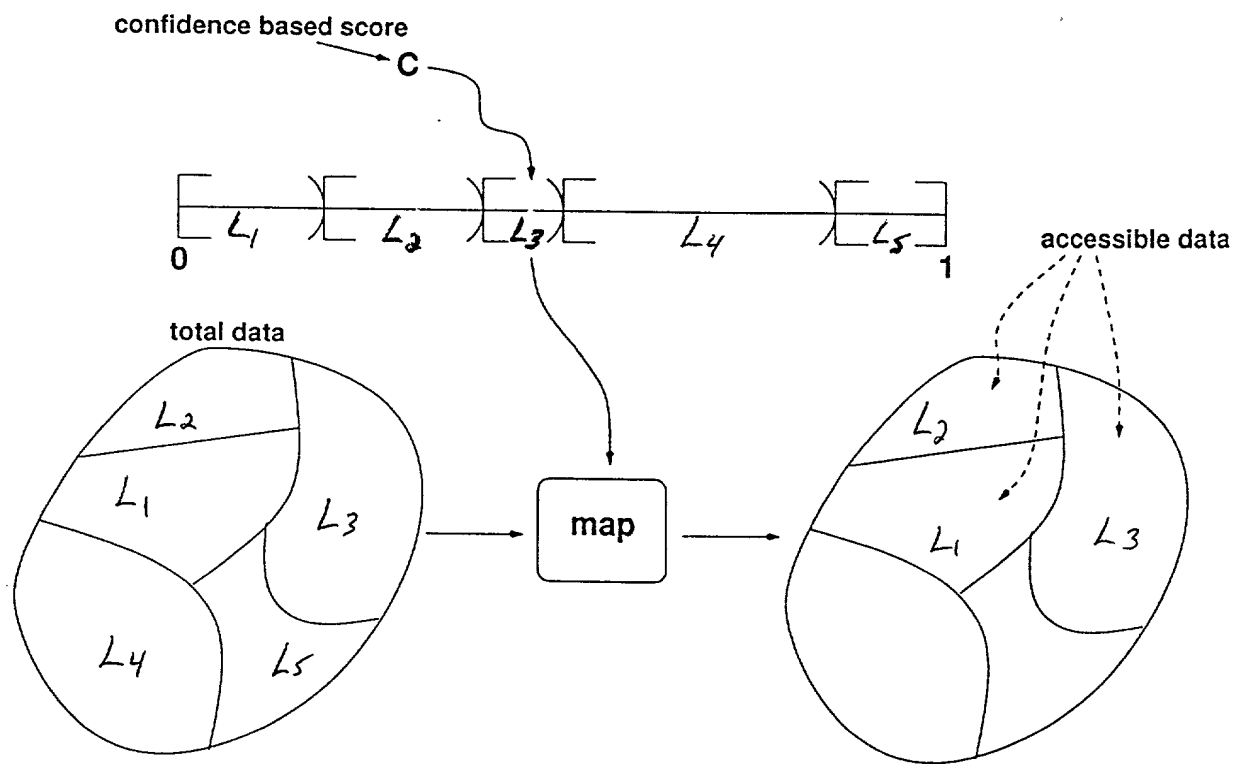 confidence based score
C
L1 L2 L3 L4 L5
0 1
accessible data
total data
L2
L1
L3
L4
L5
map
L2
L1
L3